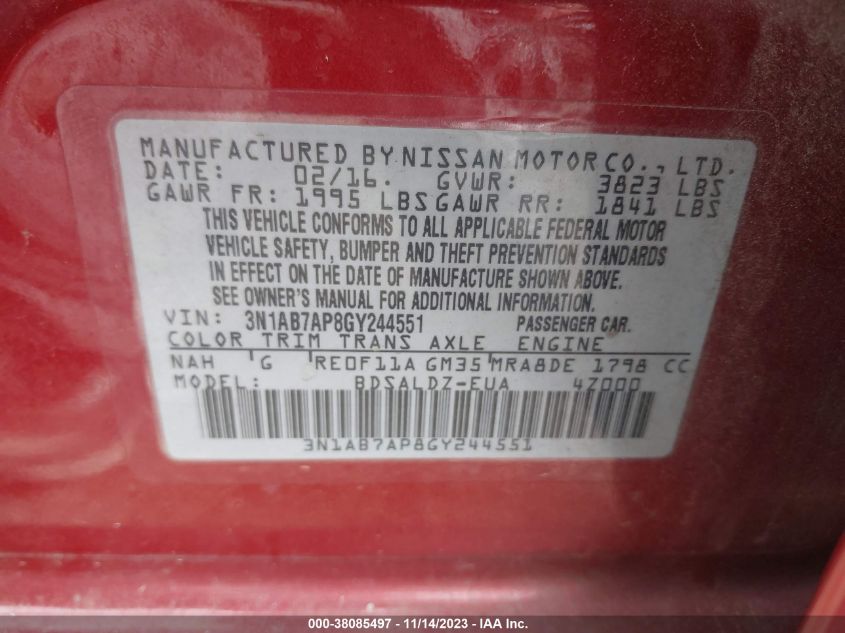 MANUFACTURED BY NISSAN MOTOR CO., LTD.
DATE: 02/16. GVWR: 3823 LBS
GAWR FR: 1995 LBS GAWR RR: 1841 LBS
THIS VEHICLE CONFORMS TO ALL APPLICABLE FEDERAL MOTOR
VEHICLE SAFETY, BUMPER AND THEFT PREVENTION STANDARDS
IN EFFECT ON THE DATE OF MANUFACTURE SHOWN ABOVE.
SEE OWNER'S MANUAL FOR ADDITIONAL INFORMATION.
VIN: 3N1AB7AP8GY244551 PASSENGER CAR.
COLOR TRIM TRANS AXLE ENGINE
NAH G RE0F11A GM35 MRA8DE 1798 CC
MODEL: BDSALDZ-EUA 4Z000
3N1AB7AP8GY244551
000-38085497 - 11/14/2023 - IAA Inc.